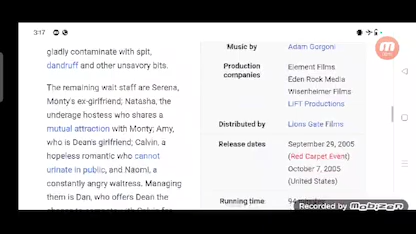 3:17
gladly contaminate with spit,
dandruff and other unsavory bits.
The remaining wait staff are Serena,
Monty's ex-girlfriend; Natasha, the
underage hostess who shares a
mutual attraction with Monty; Amy,
who is Dean's girlfriend; Calvin, a
hopeless romantic who cannot
urinate in public, and Naomi, a
constantly angry waitress. Managing
them is Dan, who offers Dean the
Music by Adam Gorgoni
Production companies Element Films
Eden Rock Media
Wisenheimer Films
LIFT Productions
Distributed by Lions Gate Films
Release dates September 29, 2005
(Red Carpet Event)
October 7, 2005
(United States)
Running time
Recorded by mobizen